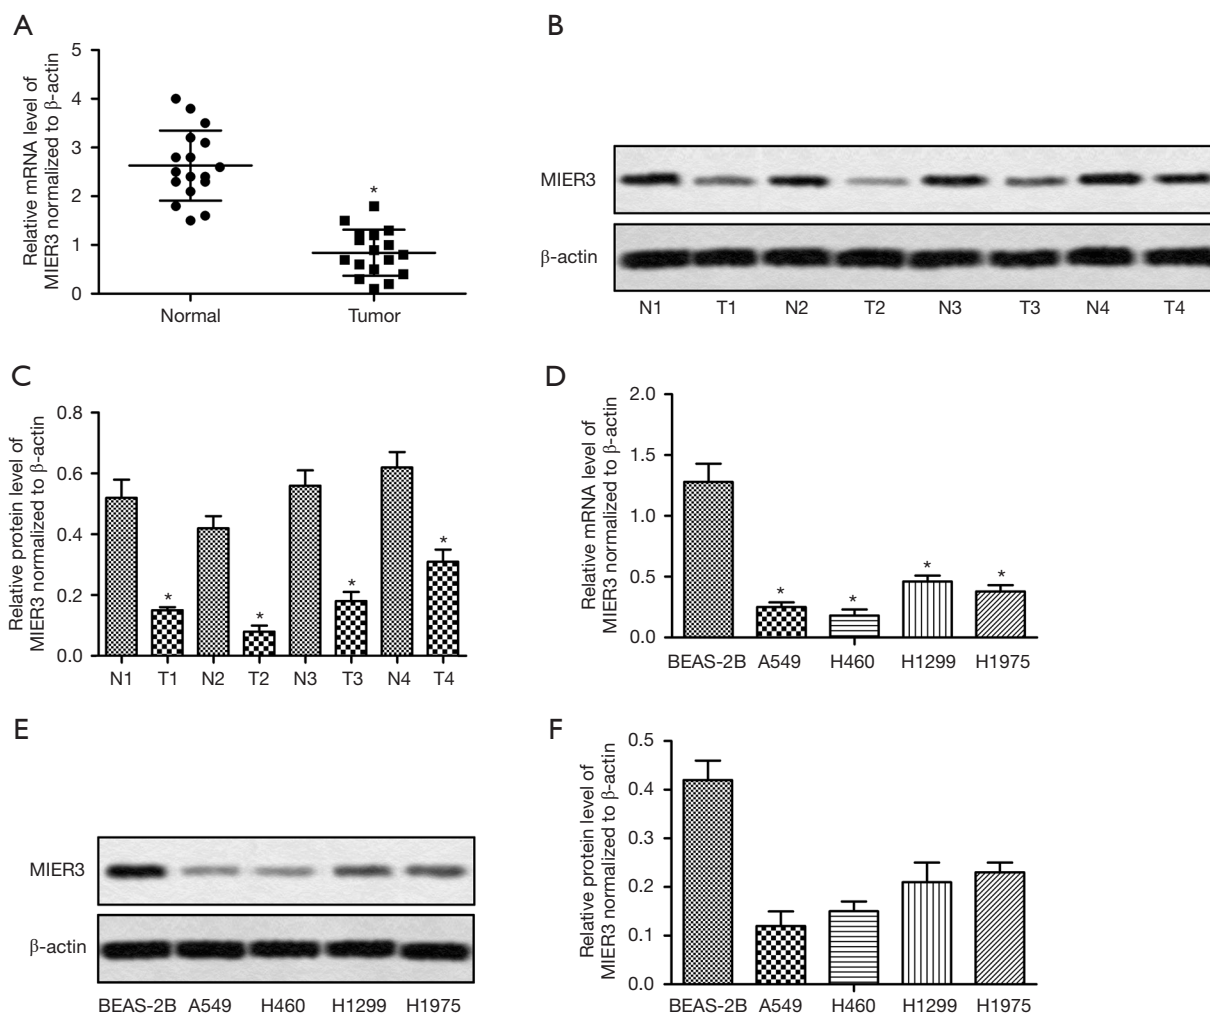 A
Relative mRNA level of
MIER3 normalized to β-actin
5
4
3
2
1
0
*
Normal Tumor
B
MIER3
β-actin
N1 T1 N2 T2 N3 T3 N4 T4
C
Relative protein level of
MIER3 normalized to β-actin
0.8
0.6
0.4
0.2
0.0
* * * *
N1 T1 N2 T2 N3 T3 N4 T4
D
Relative mRNA level of
MIER3 normalized to β-actin
2.0
1.5
1.0
0.5
0.0
* * * *
BEAS-2B A549 H460 H1299 H1975
E
MIER3
β-actin
BEAS-2B A549 H460 H1299 H1975
F
Relative protein level of
MIER3 normalized to β-actin
0.5
0.4
0.3
0.2
0.1
0.0
BEAS-2B A549 H460 H1299 H1975